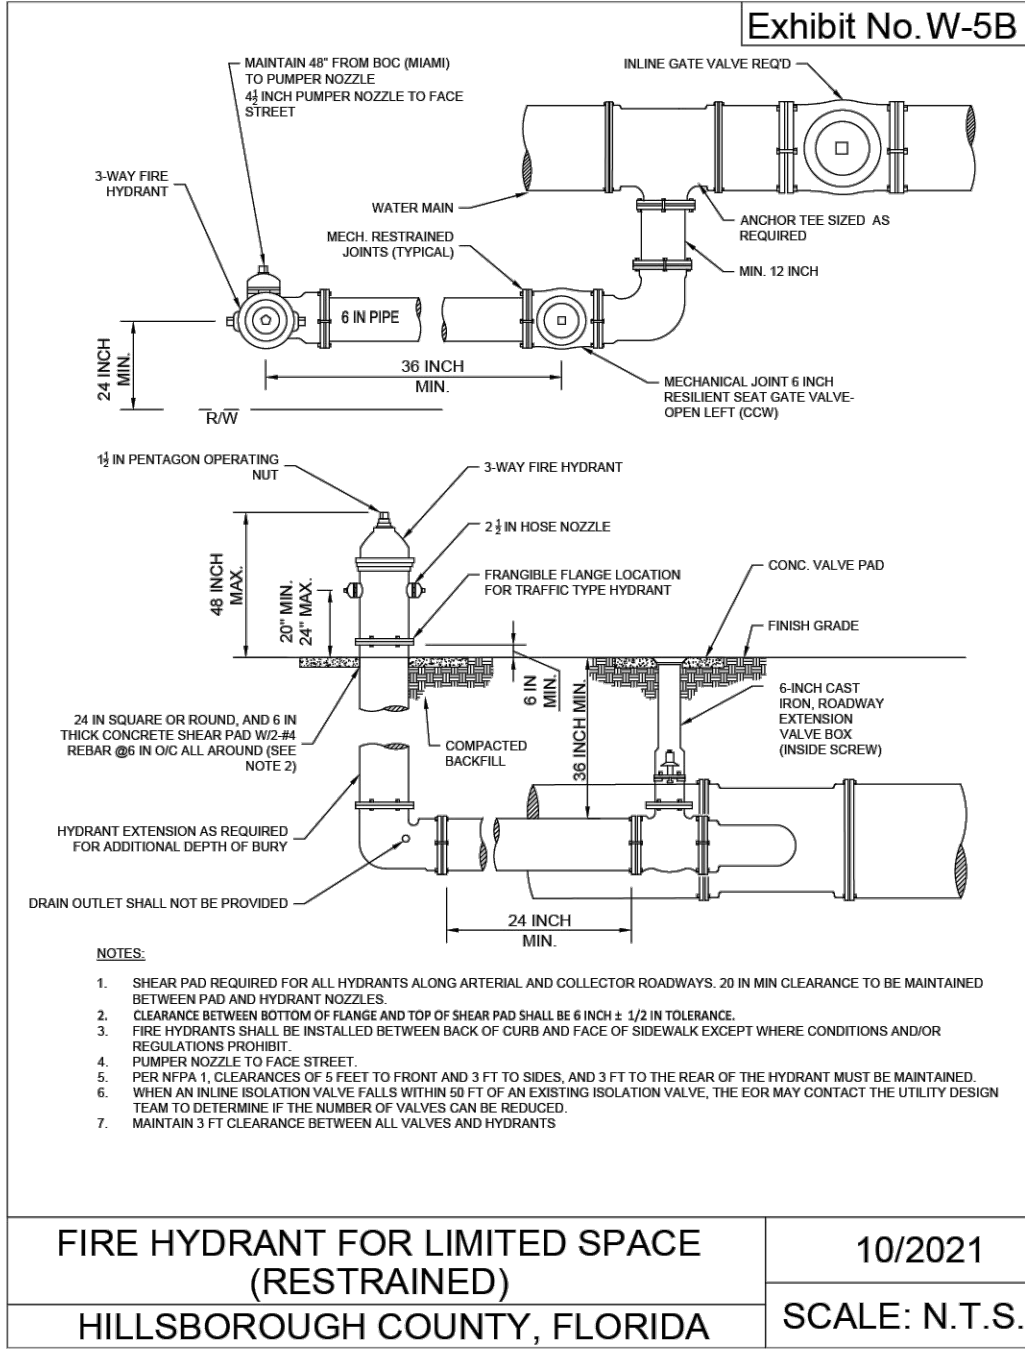 Exhibit No. W-5B
MAINTAIN 48" FROM BOC (MIAMI)
TO PUMPER NOZZLE
4½ INCH PUMPER NOZZLE TO FACE
STREET
INLINE GATE VALVE REQ'D
3-WAY FIRE
HYDRANT
WATER MAIN
MECH. RESTRAINED
JOINTS (TYPICAL)
ANCHOR TEE SIZED AS
REQUIRED
MIN. 12 INCH
6 IN PIPE
24 INCH
MIN.
36 INCH
MIN.
R/W
MECHANICAL JOINT 6 INCH
RESILIENT SEAT GATE VALVE-
OPEN LEFT (CCW)
1½ IN PENTAGON OPERATING
NUT
3-WAY FIRE HYDRANT
2 ½ IN HOSE NOZZLE
48 INCH
MAX.
20" MIN.
24" MAX.
FRANGIBLE FLANGE LOCATION
FOR TRAFFIC TYPE HYDRANT
CONC. VALVE PAD
FINISH GRADE
6 IN
MIN.
36 INCH MIN.
6-INCH CAST
IRON, ROADWAY
EXTENSION
VALVE BOX
(INSIDE SCREW)
24 IN SQUARE OR ROUND, AND 6 IN
THICK CONCRETE SHEAR PAD W/2-#4
REBAR @6 IN O/C ALL AROUND (SEE
NOTE 2)
COMPACTED
BACKFILL
HYDRANT EXTENSION AS REQUIRED
FOR ADDITIONAL DEPTH OF BURY
DRAIN OUTLET SHALL NOT BE PROVIDED
24 INCH
MIN.
NOTES:
1. SHEAR PAD REQUIRED FOR ALL HYDRANTS ALONG ARTERIAL AND COLLECTOR ROADWAYS. 20 IN MIN CLEARANCE TO BE MAINTAINED
BETWEEN PAD AND HYDRANT NOZZLES.
2. CLEARANCE BETWEEN BOTTOM OF FLANGE AND TOP OF SHEAR PAD SHALL BE 6 INCH ± 1/2 IN TOLERANCE.
3. FIRE HYDRANTS SHALL BE INSTALLED BETWEEN BACK OF CURB AND FACE OF SIDEWALK EXCEPT WHERE CONDITIONS AND/OR
REGULATIONS PROHIBIT.
4. PUMPER NOZZLE TO FACE STREET.
5. PER NFPA 1, CLEARANCES OF 5 FEET TO FRONT AND 3 FT TO SIDES, AND 3 FT TO THE REAR OF THE HYDRANT MUST BE MAINTAINED.
6. WHEN AN INLINE ISOLATION VALVE FALLS WITHIN 50 FT OF AN EXISTING ISOLATION VALVE, THE EOR MAY CONTACT THE UTILITY DESIGN
TEAM TO DETERMINE IF THE NUMBER OF VALVES CAN BE REDUCED.
7. MAINTAIN 3 FT CLEARANCE BETWEEN ALL VALVES AND HYDRANTS
FIRE HYDRANT FOR LIMITED SPACE
(RESTRAINED)
10/2021
HILLSBOROUGH COUNTY, FLORIDA
SCALE: N.T.S.